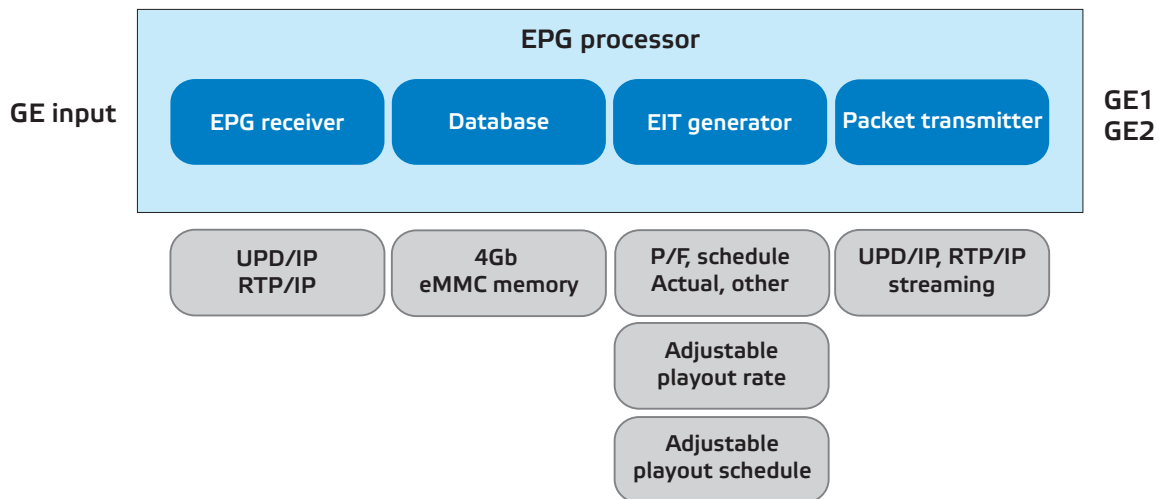 EPG processor
GE input
EPG receiver
Database
EIT generator
Packet transmitter
GE1
GE2
UPD/IP
RTP/IP
4Gb
eMMC memory
P/F, schedule
Actual, other
UPD/IP, RTP/IP
streaming
Adjustable
playout rate
Adjustable
playout schedule